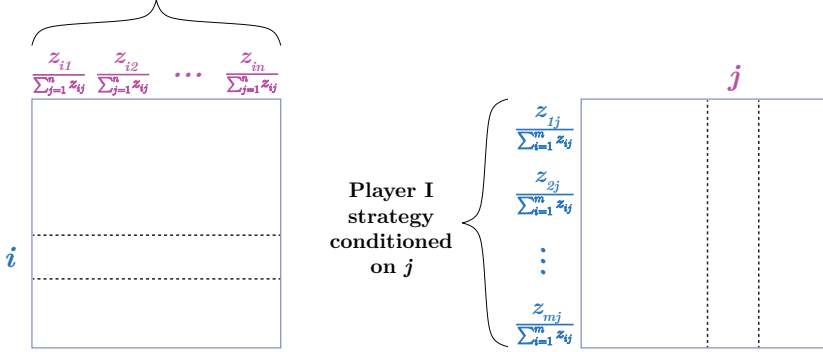 z_{i1}/∑_{j=1}^{n} z_{ij} z_{i2}/∑_{j=1}^{n} z_{ij} ⋯ z_{in}/∑_{j=1}^{n} z_{ij}
i
Player I
strategy
conditioned
on j
j
z_{1j}/∑_{i=1}^{m} z_{ij}
z_{2j}/∑_{i=1}^{m} z_{ij}
⋮
z_{mj}/∑_{i=1}^{m} z_{ij}